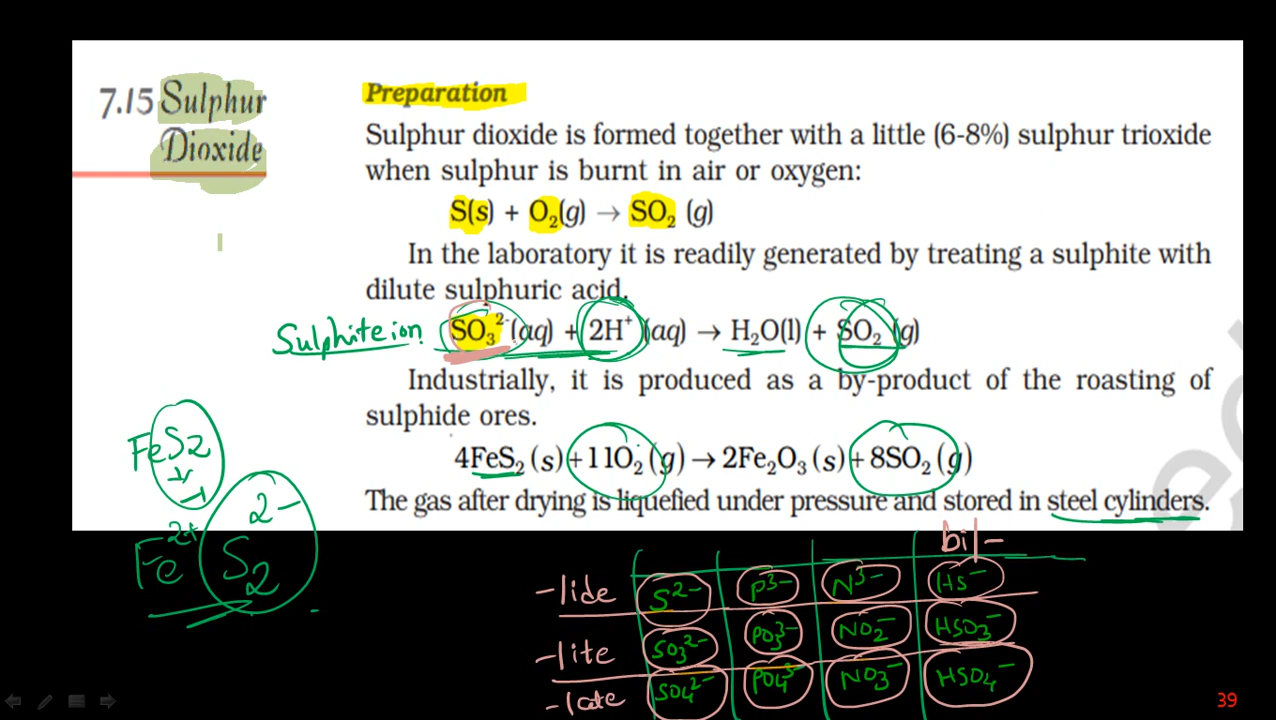 7.15 Sulphur
Dioxide
Preparation
Sulphur dioxide is formed together with a little (6-8%) sulphur trioxide
when sulphur is burnt in air or oxygen:
S(s) + O₂(g) → SO₂ (g)
In the laboratory it is readily generated by treating a sulphite with
dilute sulphuric acid.
Sulphite ion SO₃²⁻(aq) + 2H⁺ (aq) → H₂O(l) + SO₂ (g)
Industrially, it is produced as a by-product of the roasting of
sulphide ores.
4FeS₂ (s) + 11O₂ (g) → 2Fe₂O₃ (s) + 8SO₂ (g)
The gas after drying is liquefied under pressure and stored in steel cylinders.
FeS2
-1
Fe²⁺ S₂²⁻
bi|-
-|ide S²⁻ P³⁻ N³⁻ HS⁻
-|ite SO₃²⁻ PO₃³⁻ NO₂⁻ HSO₃⁻
-|ate SO₄²⁻ PO₄³⁻ NO₃⁻ HSO₄⁻
39